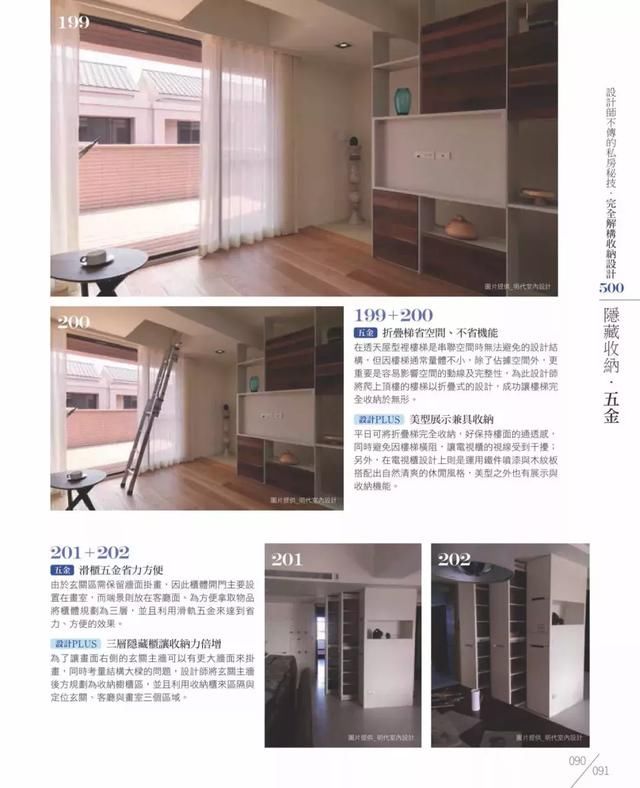 199
圖片提供_明代室內設計
設計師不傳的私房秘技．完全解構收納設計500
隱藏收納．五金
200
圖片提供_明代室內設計
199+200
五金 折疊梯省空間、不省機能
在透天屋型裡樓梯是串聯空間時無法避免的設計結
構，但因樓梯通常量體不小，除了佔據空間外，更
重要是容易影響空間的動線及完整性，為此設計師
將爬上頂樓的樓梯以折疊式的設計，成功讓樓梯完
全收納於無形。
設計PLUS 美型展示兼具收納
平日可將折疊梯完全收納，好保持樓面的通透感，
同時避免因樓梯橫阻，讓電視櫃的視線受到干擾；
另外，在電視櫃設計上則是運用鐵件噴漆與木紋板
搭配出自然清爽的休閒風格，美型之外也有展示與
收納機能。
201+202
五金 滑櫃五金省力方便
由於玄關區需保留牆面掛畫，因此櫃體開門主要設
置在畫室，而端景則放在客廳面、為方便拿取物品
將櫃體規劃為三層，並且利用滑軌五金來達到省
力、方便的效果。
設計PLUS 三層隱藏櫃讓收納力倍增
為了讓畫面右側的玄關主牆可以有更大牆面來掛
畫，同時考量結構大樑的問題，設計師將玄關主牆
後方規劃為收納櫥櫃區，並且利用收納櫃來區隔與
定位玄關、客廳與畫室三個區域。
201
圖片提供_明代室內設計
202
圖片提供_明代室內設計
090
091